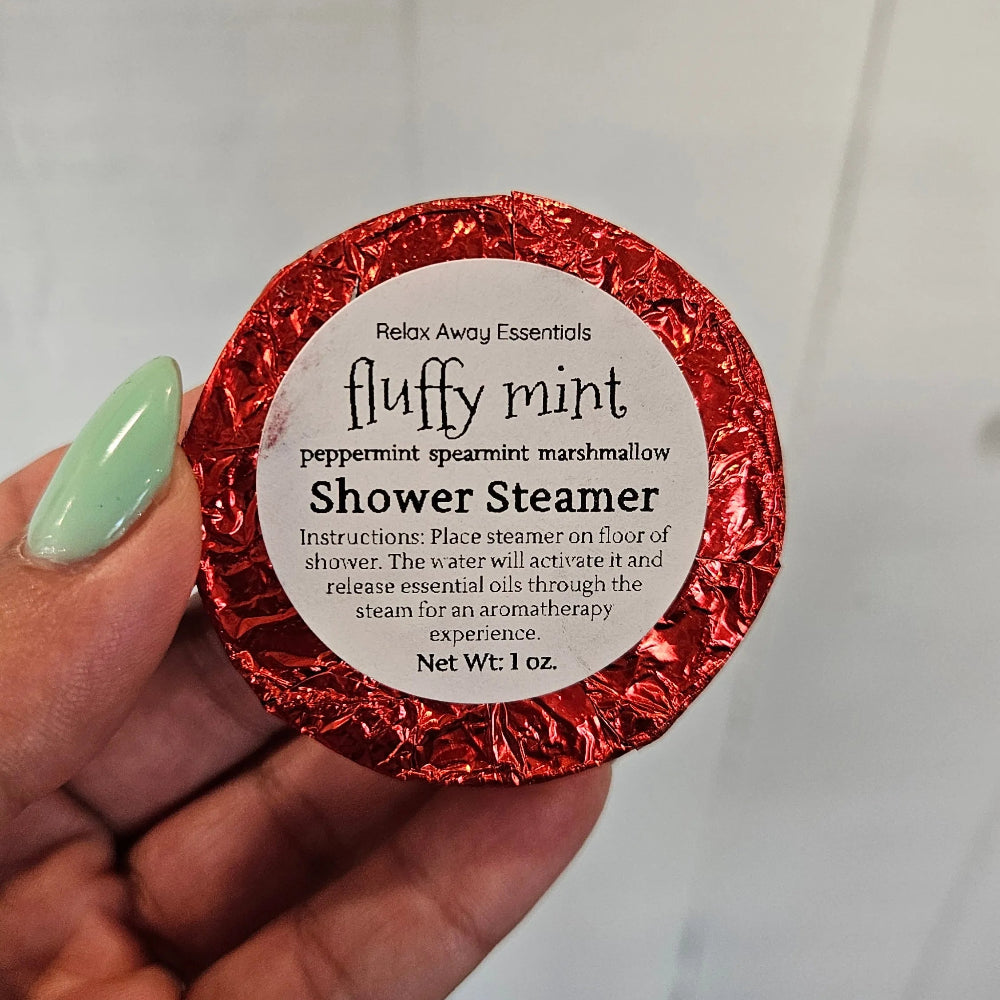 Relax Away Essentials
fluffy mint
peppermint spearmint marshmallow
Shower Steamer
Instructions: Place steamer on floor of
shower. The water will activate it and
release essential oils through the
steam for an aromatherapy
experience.
Net Wt: 1 oz.